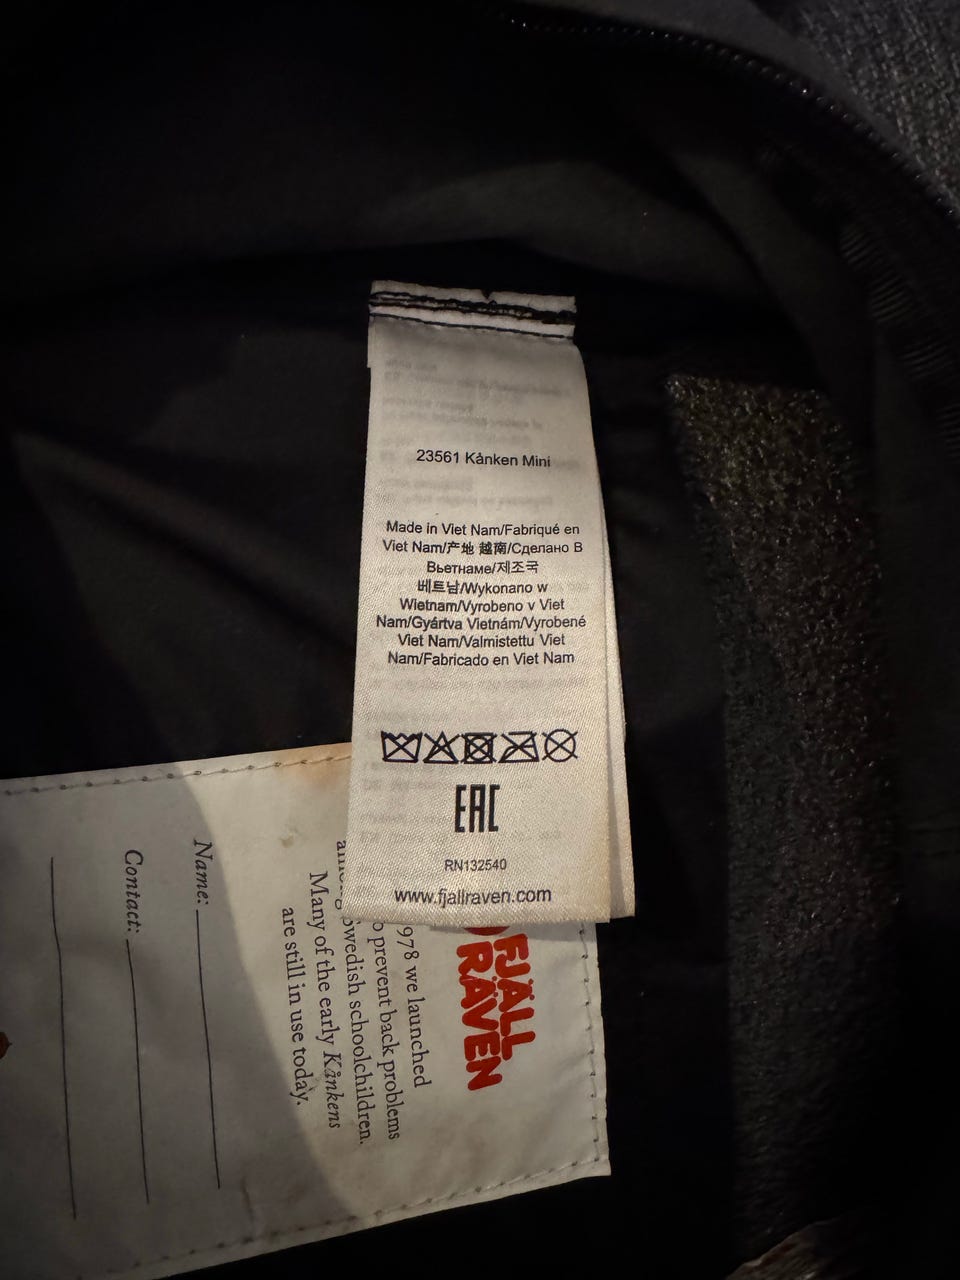 23561 Kånken Mini
Made in Viet Nam/Fabriqué en
Viet Nam/产地 越南/Сделано В
Вьетнаме/제조국
베트남/Wykonano w
Wietnam/Vyrobeno v Viet
Nam/Gyártva Vietnám/Vyrobené
Viet Nam/Valmistettu Viet
Nam/Fabricado en Viet Nam
EAC
RN132540
www.fjallraven.com
FJÄLL
RÄVEN
1978 we launched
prevent back problems
Swedish schoolchildren.
Many of the early Kånkens
are still in use today.
Name:
Contact: